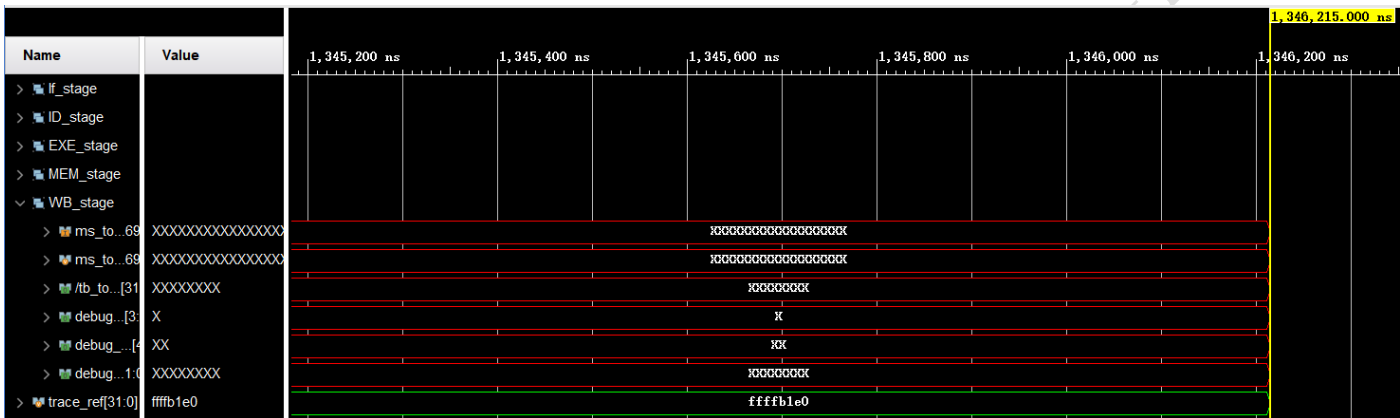 1,346,215.000 ns
Name Value 1,345,200 ns 1,345,400 ns 1,345,600 ns 1,345,800 ns 1,346,000 ns 1,346,200 ns
If_stage
ID_stage
EXE_stage
MEM_stage
WB_stage
ms_to...69 XXXXXXXXXXXXXXXX XXXXXXXXXXXXXXXXXX
ms_to...69 XXXXXXXXXXXXXXXX XXXXXXXXXXXXXXXXXX
/tb_to...[31 XXXXXXXX XXXXXXXX
debug...[3: X X
debug_...[4 XX XX
debug...1:0 XXXXXXXX XXXXXXXX
trace_ref[31:0] ffffb1e0 ffffb1e0